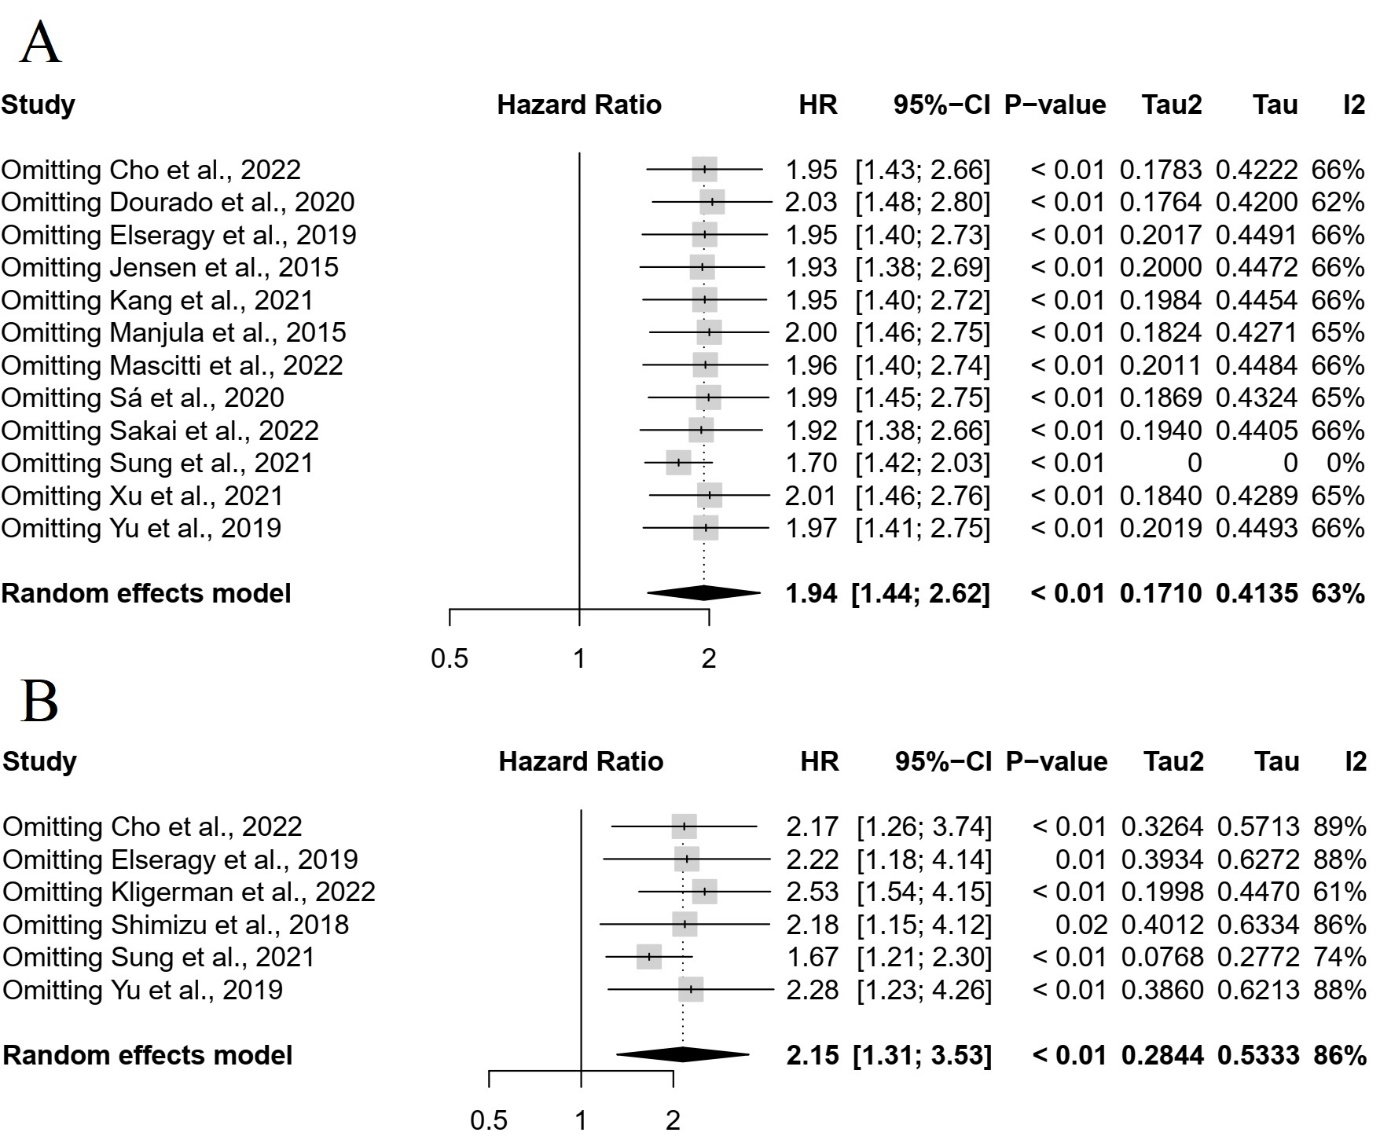 A
Study Hazard Ratio HR 95%−CI P−value Tau2 Tau I2
Omitting Cho et al., 2022 1.95 [1.43; 2.66] < 0.01 0.1783 0.4222 66%
Omitting Dourado et al., 2020 2.03 [1.48; 2.80] < 0.01 0.1764 0.4200 62%
Omitting Elseragy et al., 2019 1.95 [1.40; 2.73] < 0.01 0.2017 0.4491 66%
Omitting Jensen et al., 2015 1.93 [1.38; 2.69] < 0.01 0.2000 0.4472 66%
Omitting Kang et al., 2021 1.95 [1.40; 2.72] < 0.01 0.1984 0.4454 66%
Omitting Manjula et al., 2015 2.00 [1.46; 2.75] < 0.01 0.1824 0.4271 65%
Omitting Mascitti et al., 2022 1.96 [1.40; 2.74] < 0.01 0.2011 0.4484 66%
Omitting Sá et al., 2020 1.99 [1.45; 2.75] < 0.01 0.1869 0.4324 65%
Omitting Sakai et al., 2022 1.92 [1.38; 2.66] < 0.01 0.1940 0.4405 66%
Omitting Sung et al., 2021 1.70 [1.42; 2.03] < 0.01 0 0 0%
Omitting Xu et al., 2021 2.01 [1.46; 2.76] < 0.01 0.1840 0.4289 65%
Omitting Yu et al., 2019 1.97 [1.41; 2.75] < 0.01 0.2019 0.4493 66%
Random effects model 1.94 [1.44; 2.62] < 0.01 0.1710 0.4135 63%
0.5 1 2
B
Study Hazard Ratio HR 95%−CI P−value Tau2 Tau I2
Omitting Cho et al., 2022 2.17 [1.26; 3.74] < 0.01 0.3264 0.5713 89%
Omitting Elseragy et al., 2019 2.22 [1.18; 4.14] 0.01 0.3934 0.6272 88%
Omitting Kligerman et al., 2022 2.53 [1.54; 4.15] < 0.01 0.1998 0.4470 61%
Omitting Shimizu et al., 2018 2.18 [1.15; 4.12] 0.02 0.4012 0.6334 86%
Omitting Sung et al., 2021 1.67 [1.21; 2.30] < 0.01 0.0768 0.2772 74%
Omitting Yu et al., 2019 2.28 [1.23; 4.26] < 0.01 0.3860 0.6213 88%
Random effects model 2.15 [1.31; 3.53] < 0.01 0.2844 0.5333 86%
0.5 1 2